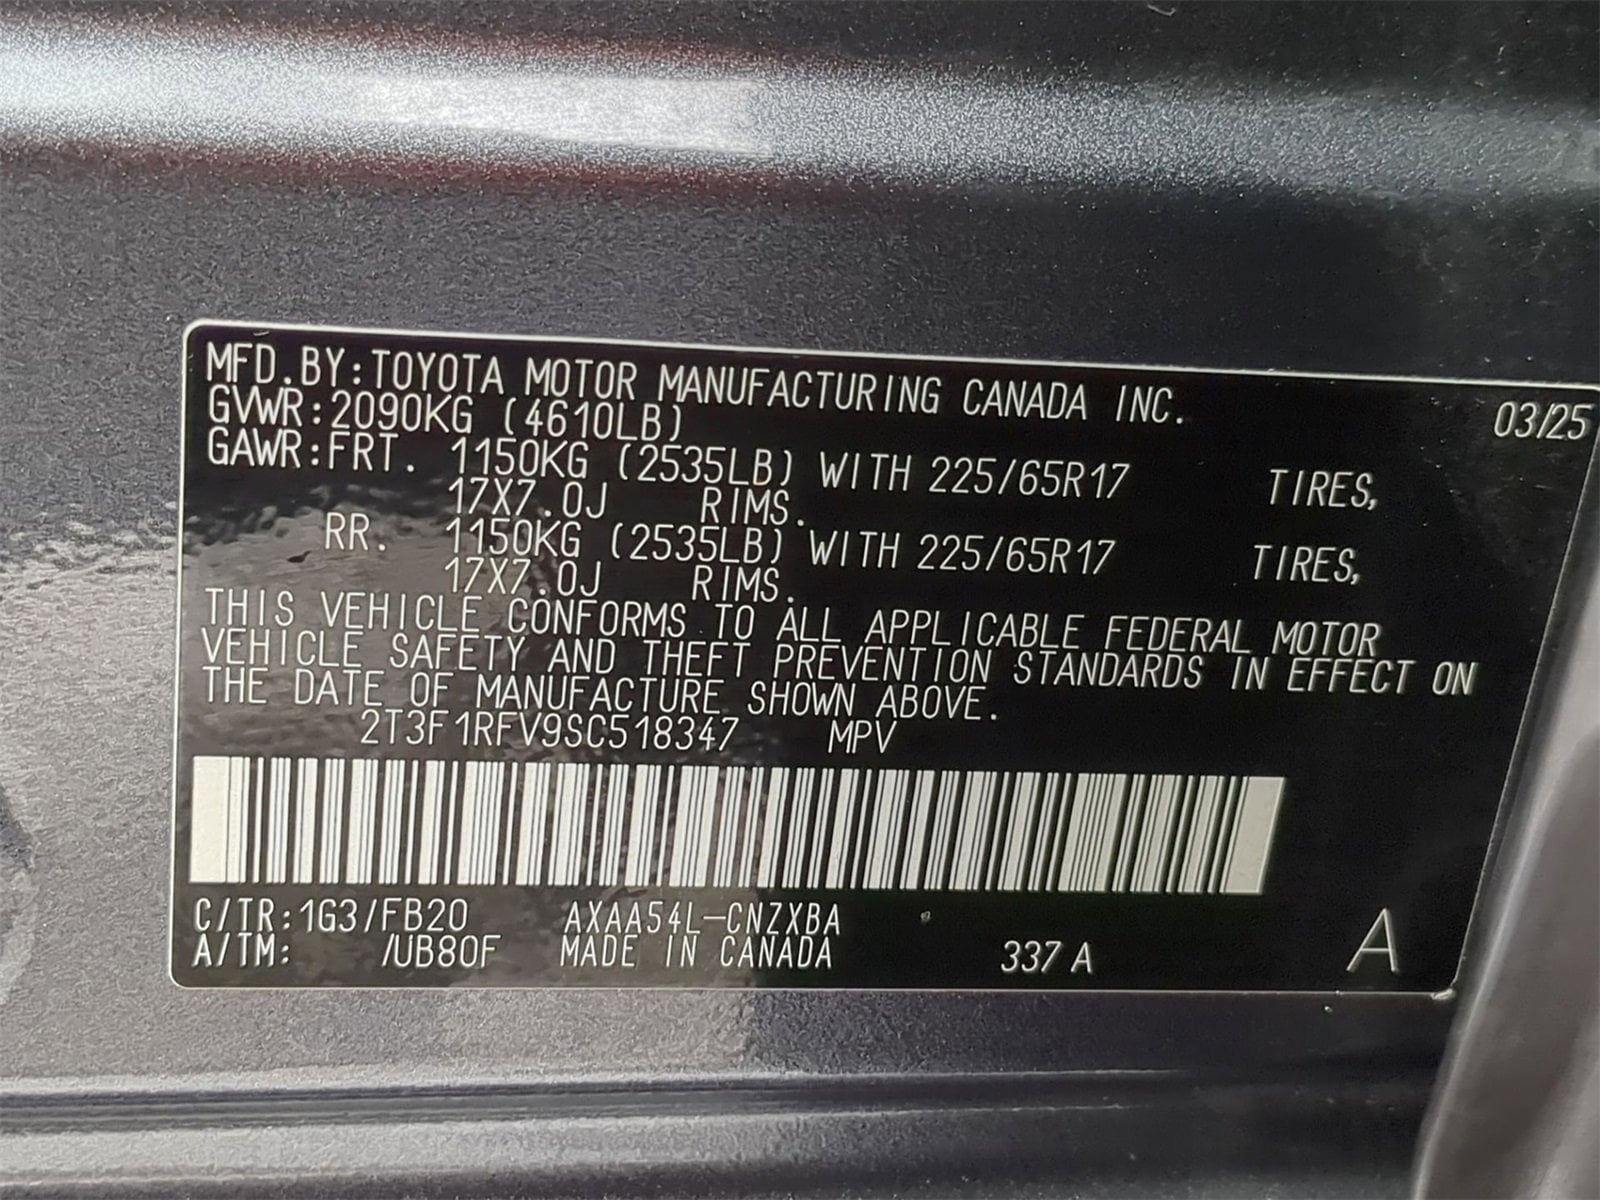 MFD.BY:TOYOTA MOTOR MANUFACTURING CANADA INC. 03/25
GVWR:2090KG (4610LB)
GAWR:FRT. 1150KG (2535LB) WITH 225/65R17 TIRES,
17X7.0J RIMS.
RR. 1150KG (2535LB) WITH 225/65R17 TIRES,
17X7.0J RIMS.
THIS VEHICLE CONFORMS TO ALL APPLICABLE FEDERAL MOTOR
VEHICLE SAFETY AND THEFT PREVENTION STANDARDS IN EFFECT ON
THE DATE OF MANUFACTURE SHOWN ABOVE.
2T3F1RFV9SC518347 MPV
C/TR:1G3/FB20 AXAA54L-CNZXBA
A/TM: /UB80F MADE IN CANADA 337 A A